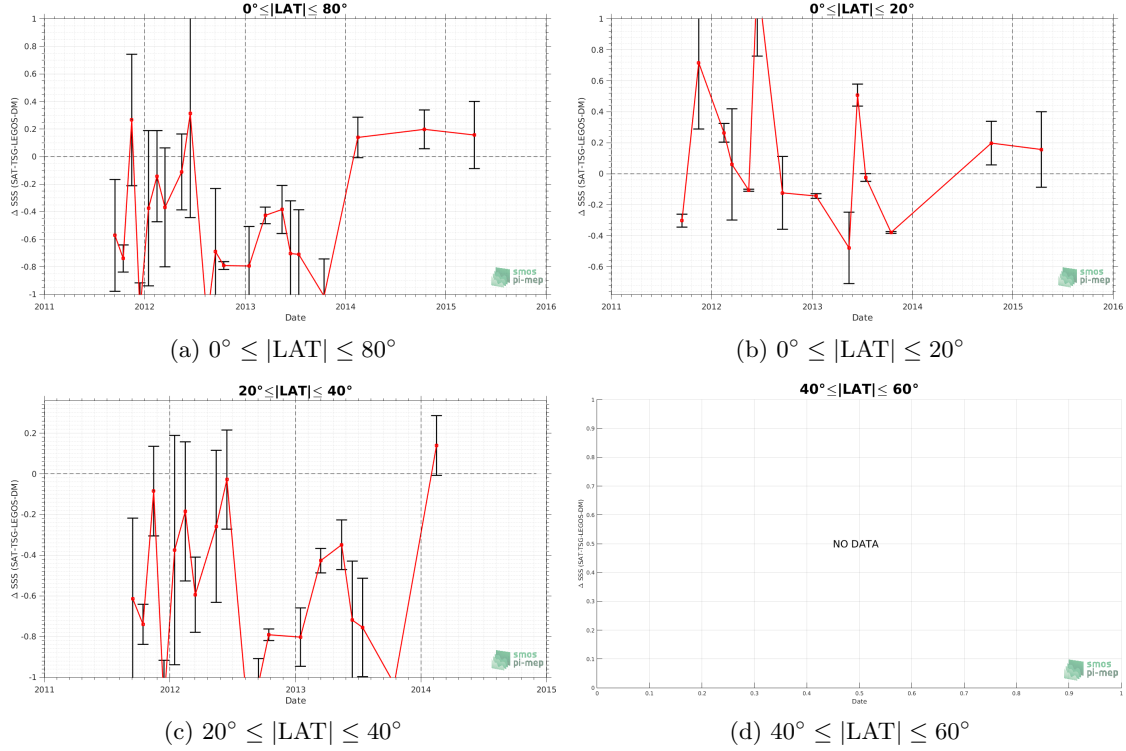 0°≤|LAT|≤ 80°
Δ SSS (SAT-TSG-LEGOS-DM)
1
0.8
0.6
0.4
0.2
0
-0.2
-0.4
-0.6
-0.8
-1
2011
2012
2013
2014
2015
2016
Date
smos
pi-mep
(a) 0° ≤ |LAT| ≤ 80°
0°≤|LAT|≤ 20°
Δ SSS (SAT-TSG-LEGOS-DM)
1
0.8
0.6
0.4
0.2
0
-0.2
-0.4
-0.6
2011
2012
2013
2014
2015
2016
Date
smos
pi-mep
(b) 0° ≤ |LAT| ≤ 20°
20°≤|LAT|≤ 40°
Δ SSS (SAT-TSG-LEGOS-DM)
0.2
0
-0.2
-0.4
-0.6
-0.8
-1
2011
2012
2013
2014
2015
Date
smos
pi-mep
(c) 20° ≤ |LAT| ≤ 40°
40°≤|LAT|≤ 60°
Δ SSS (SAT-TSG-LEGOS-DM)
1
0.9
0.8
0.7
0.6
0.5
0.4
0.3
0.2
0.1
0
NO DATA
0
0.1
0.2
0.3
0.4
0.5
0.6
0.7
0.8
0.9
1
Date
smos
pi-mep
(d) 40° ≤ |LAT| ≤ 60°